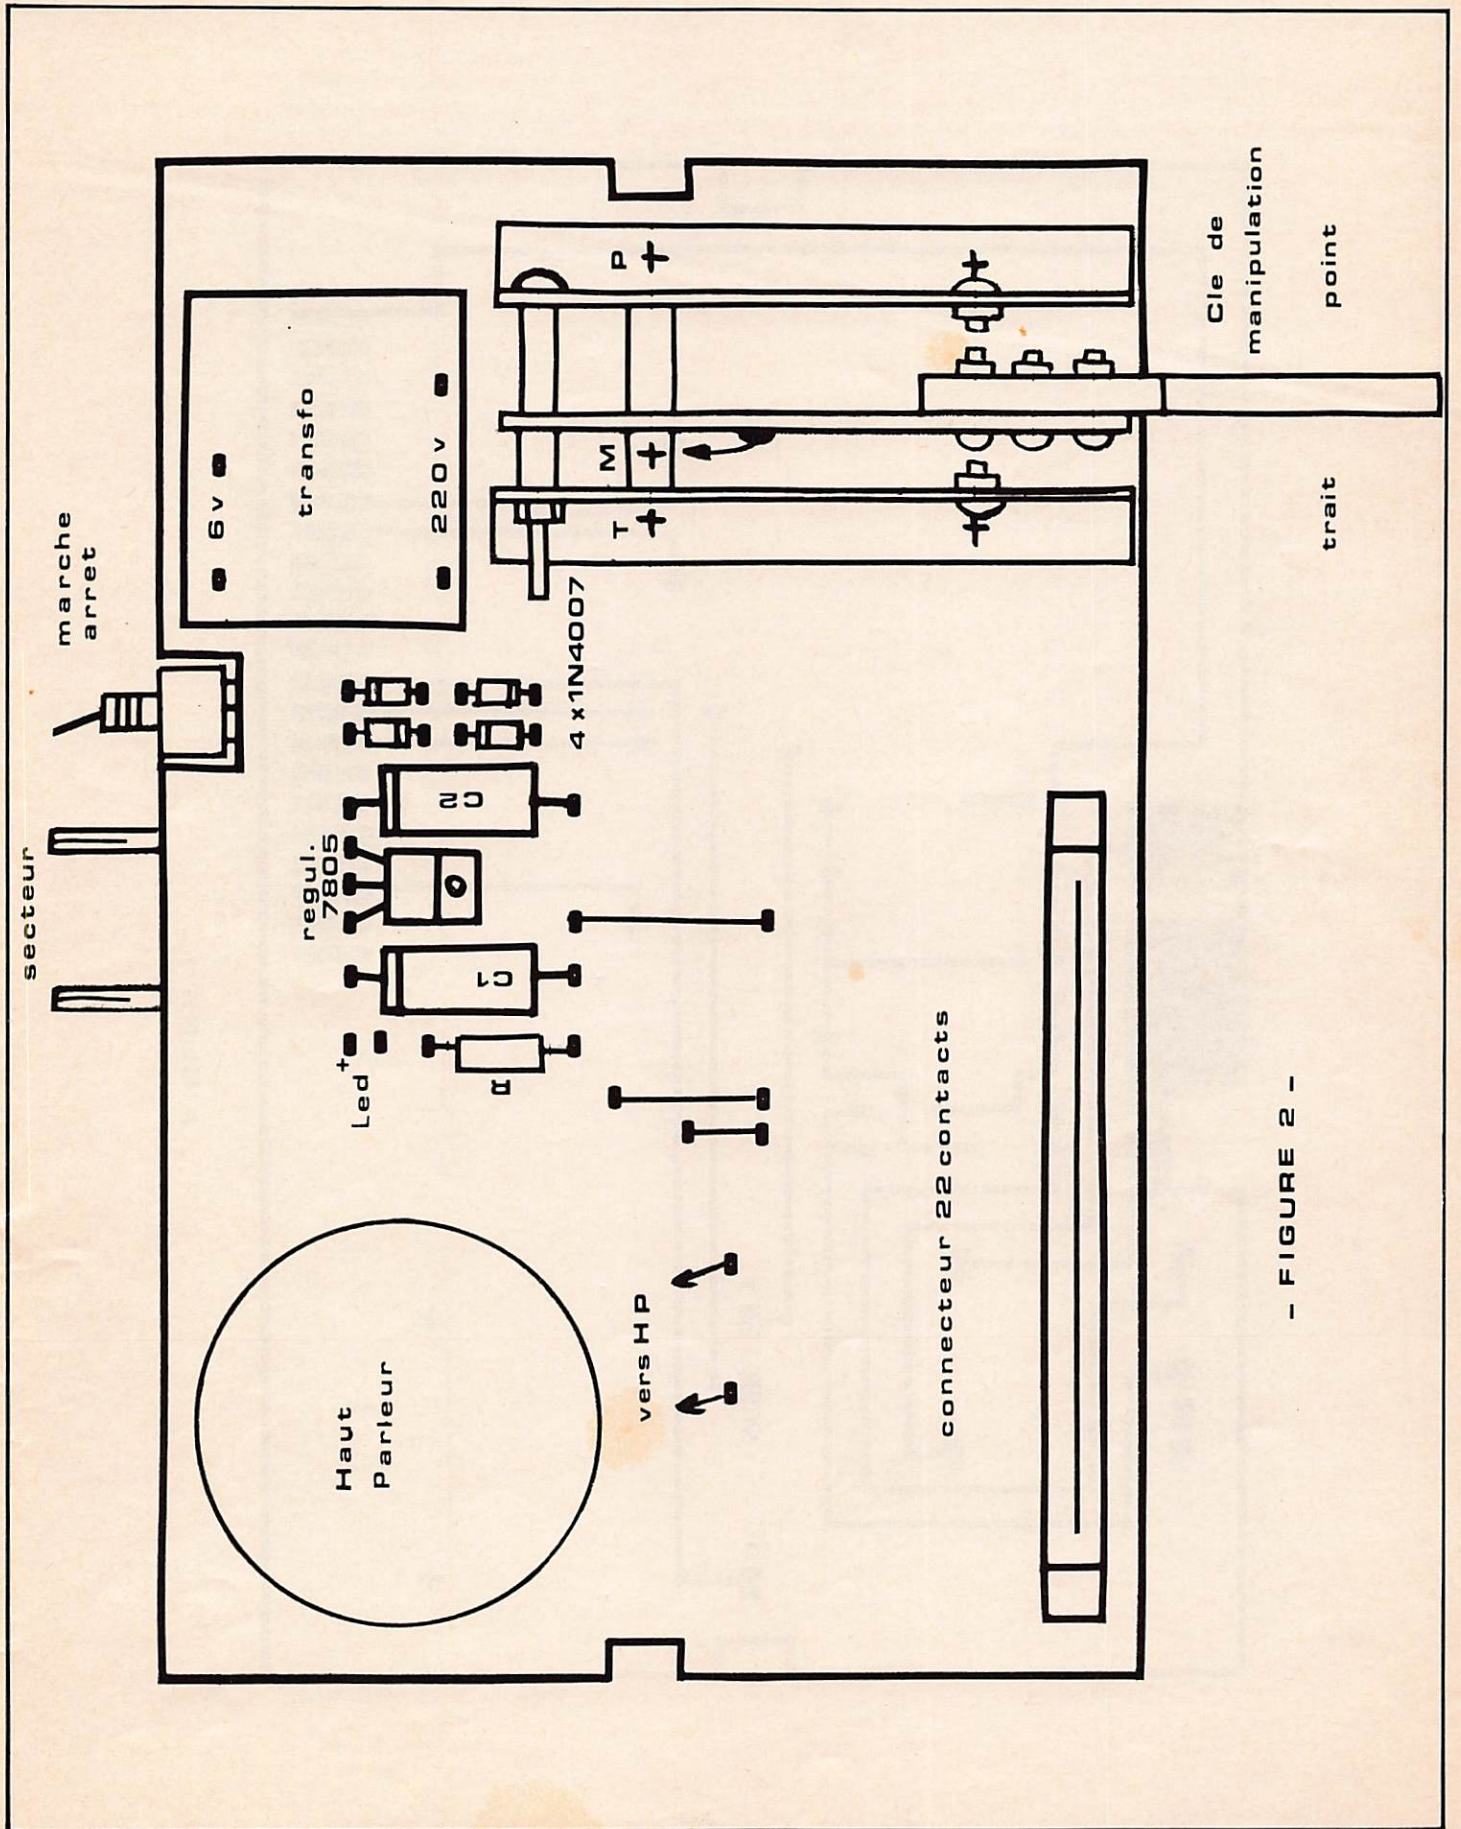 secteur
marche
arret
6v
transfo
220v
regul.
7805
4x1N4007
C2
C1
R
Led +
Haut
Parleur
vers HP
T
M
P
connecteur 22 contacts
Cle de
manipulation
trait
point
- FIGURE 2 -